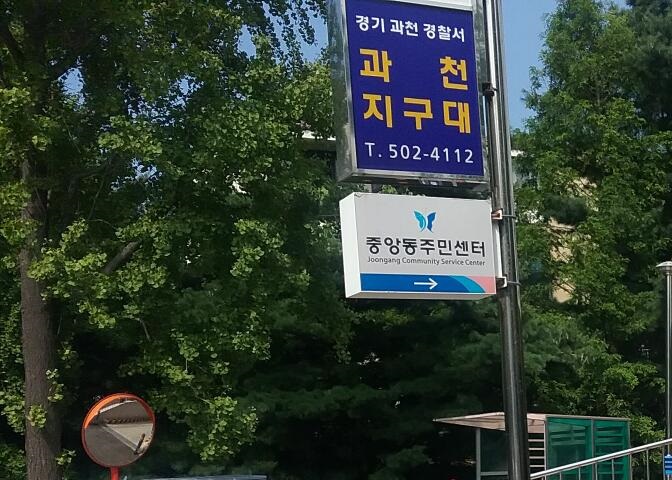 경기 과천 경찰서
과 천
지구대
T. 502-4112
중앙동주민센터
Joongang Community Service Center